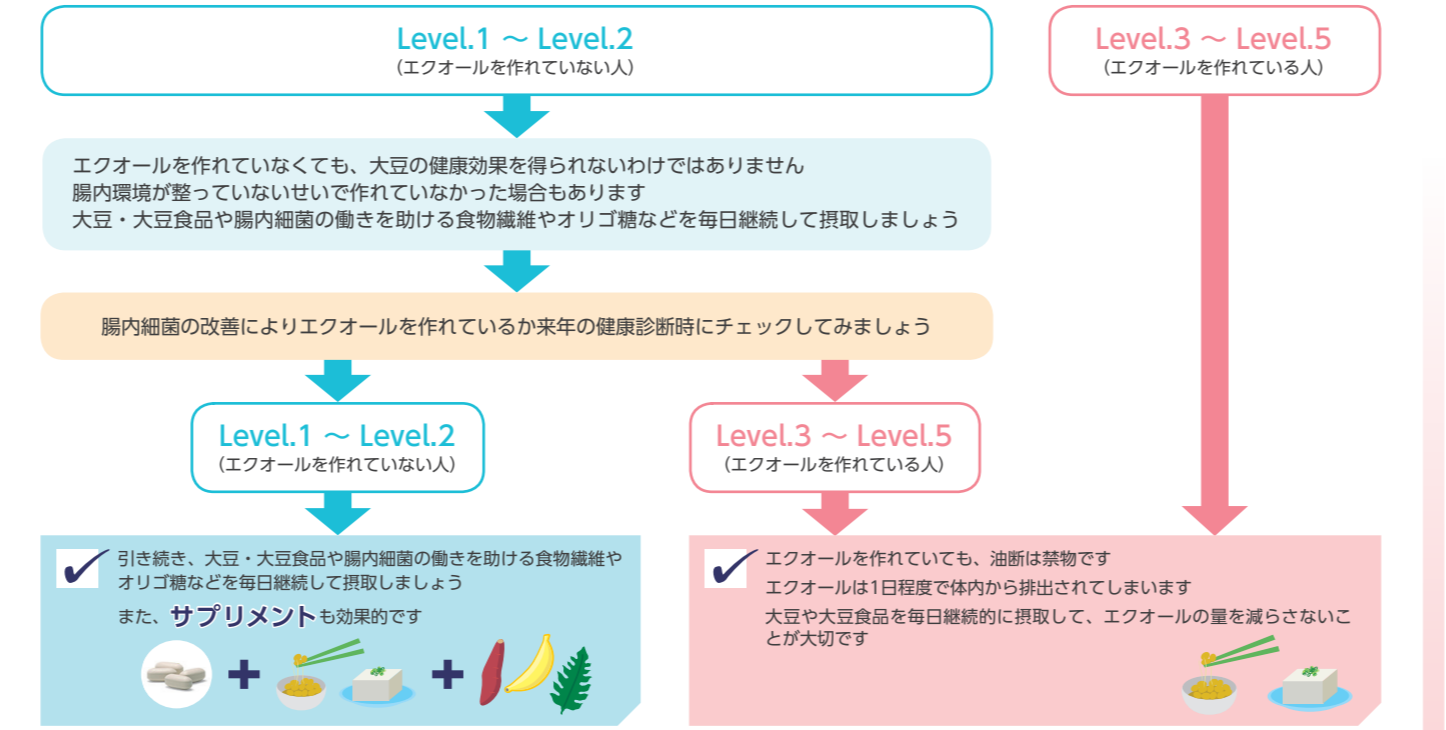 Level.1 ～ Level.2
（エクオールを作れていない人）
Level.3 ～ Level.5
（エクオールを作れている人）
エクオールを作れていなくても、大豆の健康効果を得られないわけではありません
腸内環境が整っていないせいで作れていなかった場合もあります
大豆・大豆食品や腸内細菌の働きを助ける食物繊維やオリゴ糖などを毎日継続して摂取しましょう
腸内細菌の改善によりエクオールを作れているか来年の健康診断時にチェックしてみましょう
Level.1 ～ Level.2
（エクオールを作れていない人）
Level.3 ～ Level.5
（エクオールを作れている人）
引き続き、大豆・大豆食品や腸内細菌の働きを助ける食物繊維や
オリゴ糖などを毎日継続して摂取しましょう
また、サプリメントも効果的です
エクオールを作れていても、油断は禁物です
エクオールは1日程度で体内から排出されてしまいます
大豆や大豆食品を毎日継続的に摂取して、エクオールの量を減らさないこ
とが大切です